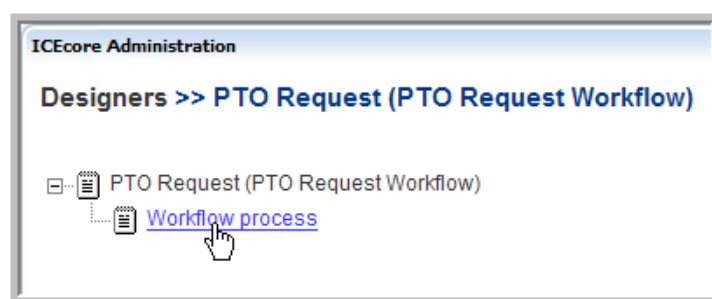 ICEcore Administration
Designers >> PTO Request (PTO Request Workflow)
PTO Request (PTO Request Workflow)
Workflow process